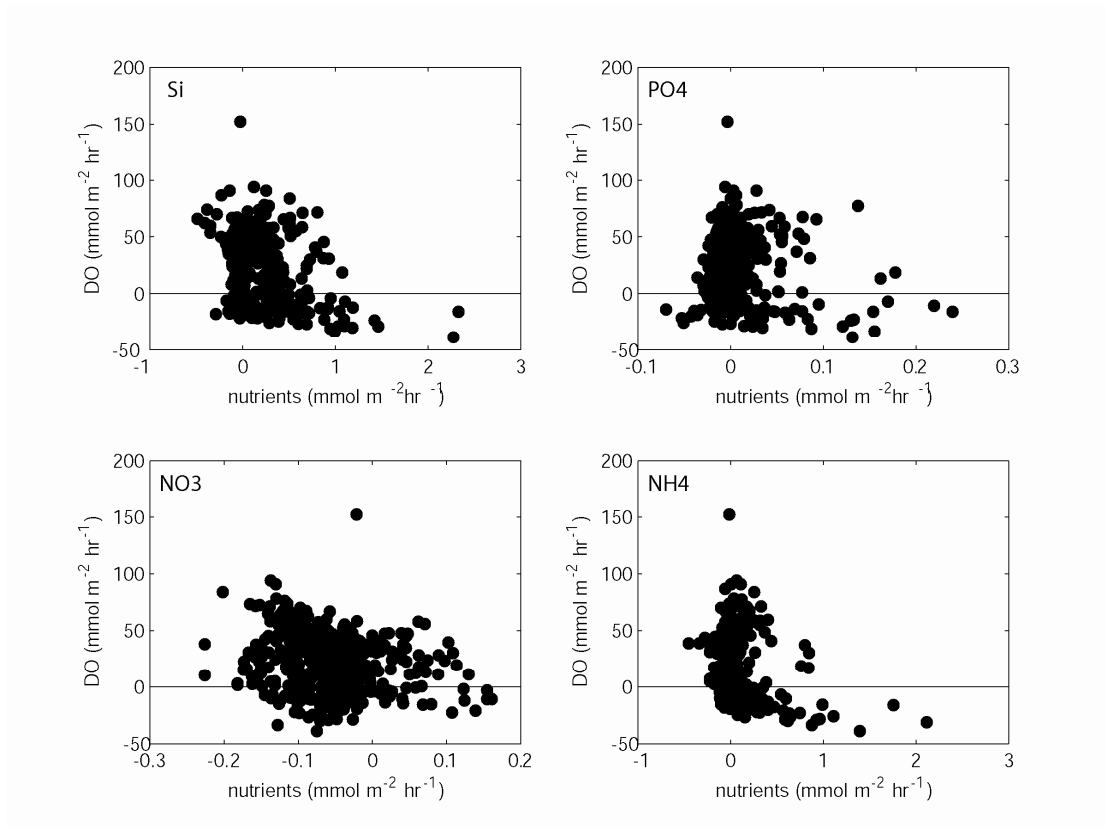 200
Si
150
100
50
0
-50
-1 0 1 2 3
DO (mmol m-2 hr-1)
nutrients (mmol m-2hr-1)
200
PO4
150
100
50
0
-50
-0.1 0 0.1 0.2 0.3
DO (mmol m-2 hr-1)
nutrients (mmol m-2hr-1)
200
NO3
150
100
50
0
-50
-0.3 -0.2 -0.1 0 0.1 0.2
DO (mmol m-2 hr-1)
nutrients (mmol m-2 hr-1)
200
NH4
150
100
50
0
-50
-1 0 1 2 3
DO (mmol m-2 hr-1)
nutrients (mmol m-2 hr-1)